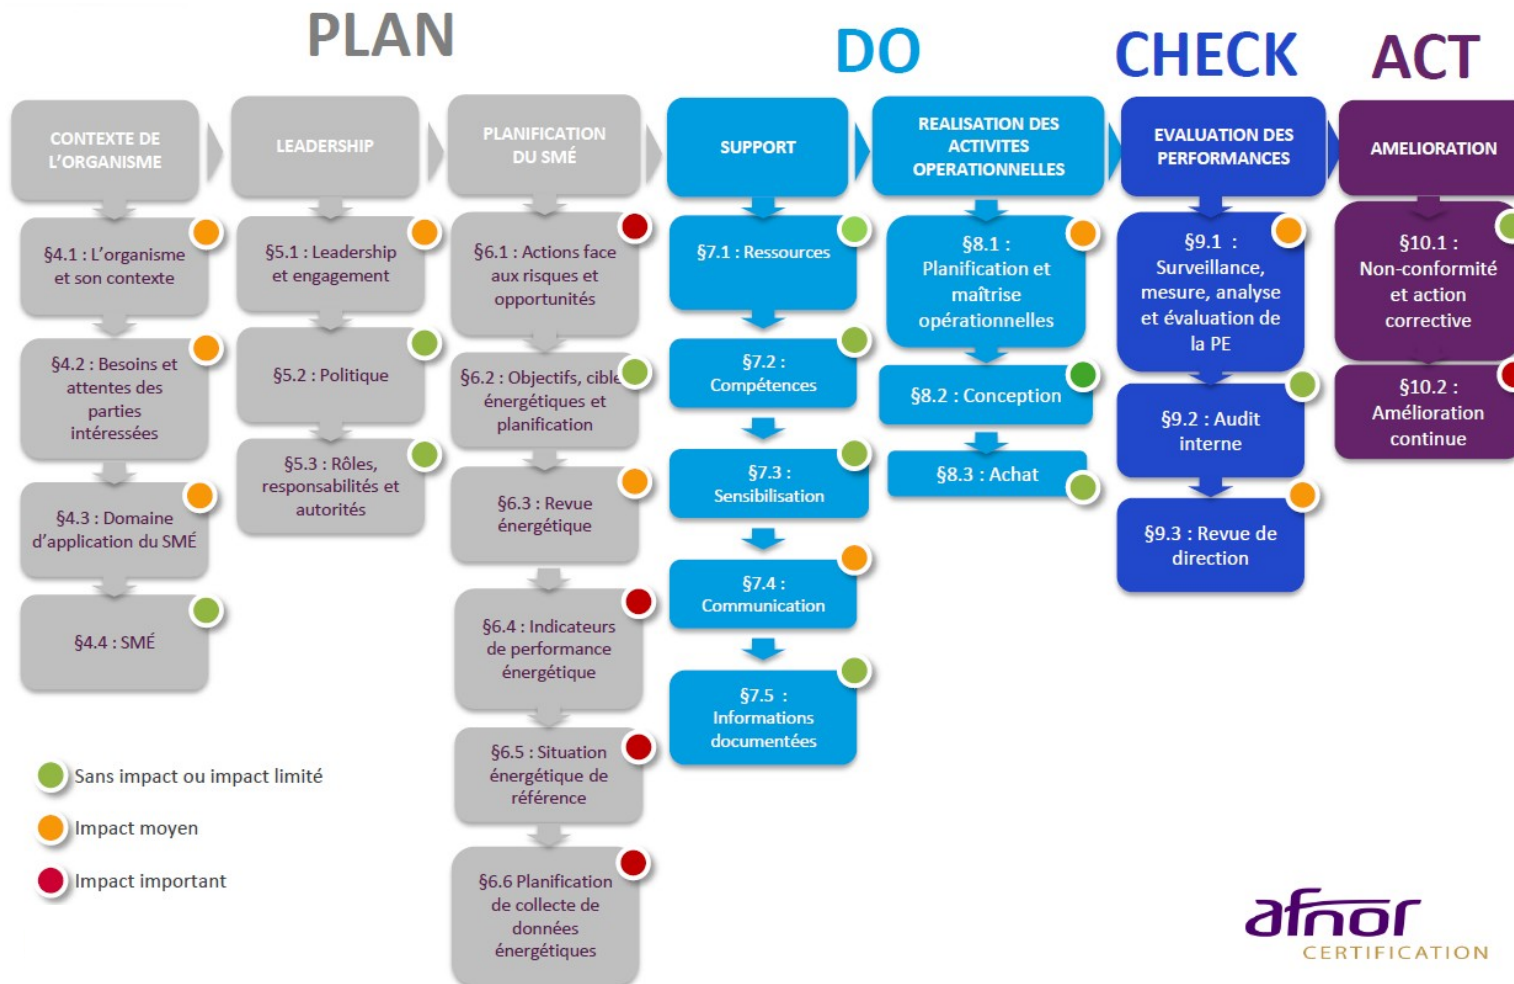 PLAN
DO
CHECK
ACT
CONTEXTE DE
L'ORGANISME
LEADERSHIP
PLANIFICATION
DU SMÉ
SUPPORT
REALISATION DES
ACTIVITES
OPERATIONNELLES
EVALUATION DES
PERFORMANCES
AMELIORATION
§4.1 : L'organisme
et son contexte
§4.2 : Besoins et
attentes des
parties
intéressées
§4.3 : Domaine
d'application du SMÉ
§4.4 : SMÉ
§5.1 : Leadership
et engagement
§5.2 : Politique
§5.3 : Rôles,
responsabilités et
autorités
§6.1 : Actions face
aux risques et
opportunités
§6.2 : Objectifs, cible
énergétiques et
planification
§6.3 : Revue
énergétique
§6.4 : Indicateurs
de performance
énergétique
§6.5 : Situation
énergétique de
référence
§6.6 Planification
de collecte de
données
énergétiques
§7.1 : Ressources
§7.2 :
Compétences
§7.3 :
Sensibilisation
§7.4 :
Communication
§7.5 :
Informations
documentées
§8.1 :
Planification et
maîtrise
opérationnelles
§8.2 : Conception
§8.3 : Achat
§9.1 :
Surveillance,
mesure, analyse
et évaluation de
la PE
§9.2 : Audit
interne
§9.3 : Revue de
direction
§10.1 :
Non-conformité
et action
corrective
§10.2 :
Amélioration
continue
Sans impact ou impact limité
Impact moyen
Impact important
afnor
CERTIFICATION